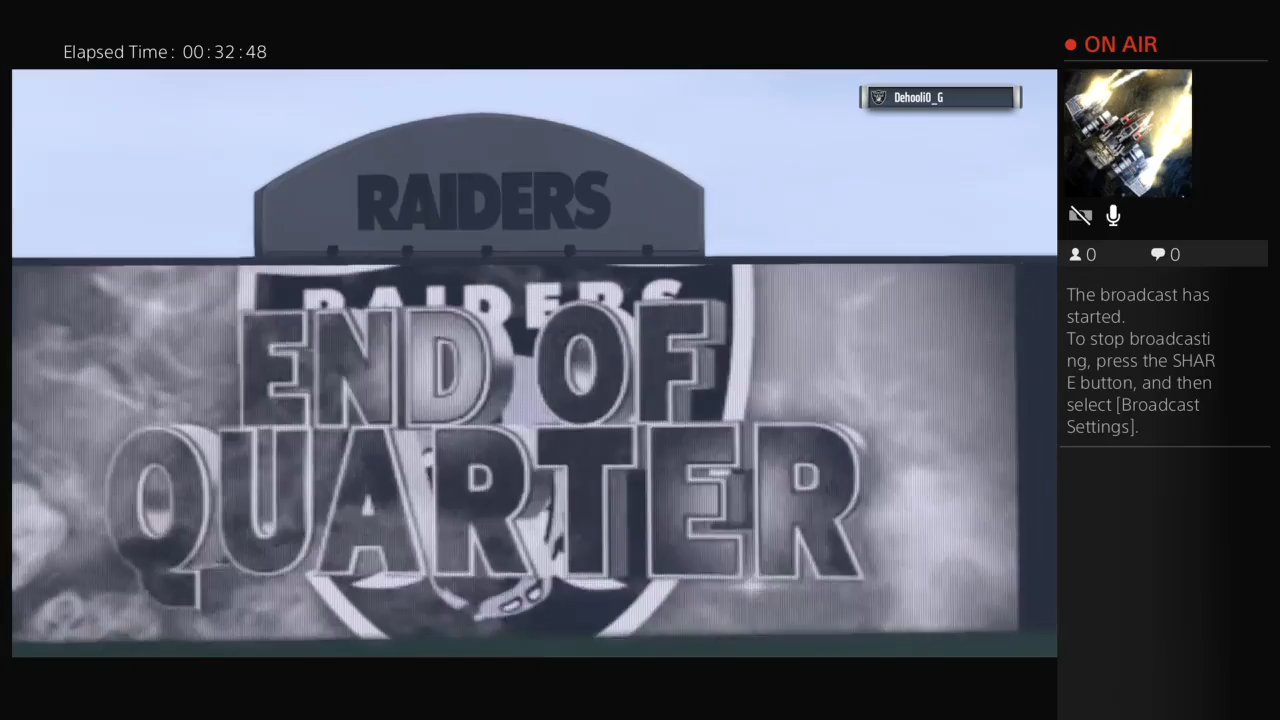 Elapsed Time: 00:32:48
ON AIR
Dehooli0_G
RAIDERS
RAIDERS
END OF
QUARTER
0
0
The broadcast has
started.
To stop broadcasti
ng, press the SHAR
E button, and then
select [Broadcast
Settings].